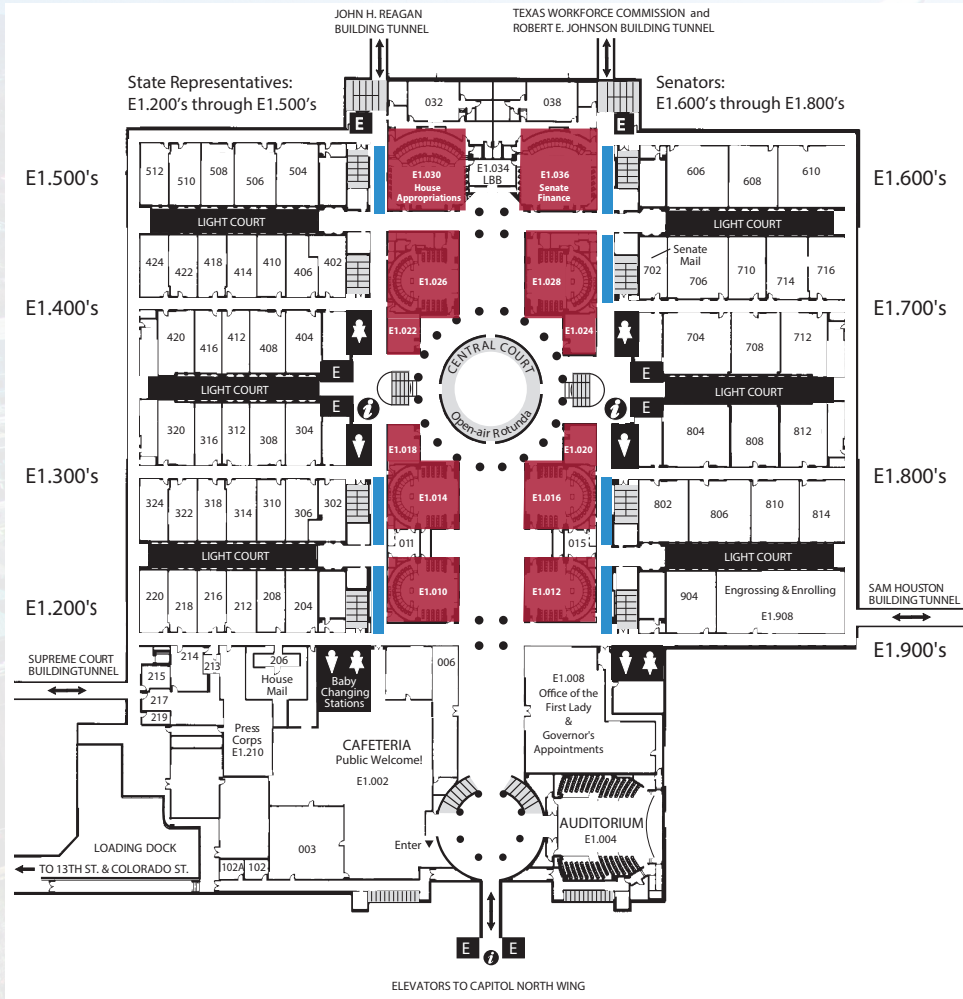 JOHN H. REAGAN
BUILDING TUNNEL
TEXAS WORKFORCE COMMISSION and
ROBERT E. JOHNSON BUILDING TUNNEL
State Representatives:
E1.200's through E1.500's
Senators:
E1.600's through E1.800's
032
038
E
E
E1.500's
512
510
508
506
504
E1.030
House
Appropriations
E1.034
LBB
E1.036
Senate
Finance
606
608
610
E1.600's
LIGHT COURT
LIGHT COURT
424
422
418
414
410
406
402
E1.026
E1.028
Senate
Mail
702
706
710
714
716
E1.400's
E1.700's
E1.022
E1.024
420
416
412
408
404
704
708
712
E
E
CENTRAL COURT
Open-air Rotunda
LIGHT COURT
LIGHT COURT
E
i
i
E
320
316
312
308
304
E1.018
E1.020
804
808
812
E1.300's
E1.800's
324
322
318
314
310
306
302
E1.014
E1.016
802
806
810
814
011
015
LIGHT COURT
LIGHT COURT
E1.200's
220
218
216
212
208
204
E1.010
E1.012
904
Engrossing & Enrolling
E1.908
SAM HOUSTON
BUILDING TUNNEL
E1.900's
SUPREME COURT
BUILDINGTUNNEL
214
213
215
217
219
206
House
Mail
Baby
Changing
Stations
006
E1.008
Office of the
First Lady
&
Governor's
Appointments
Press
Corps
E1.210
CAFETERIA
Public Welcome!
E1.002
AUDITORIUM
E1.004
LOADING DOCK
TO 13TH ST. & COLORADO ST.
003
Enter
102A
102
E
i
E
ELEVATORS TO CAPITOL NORTH WING